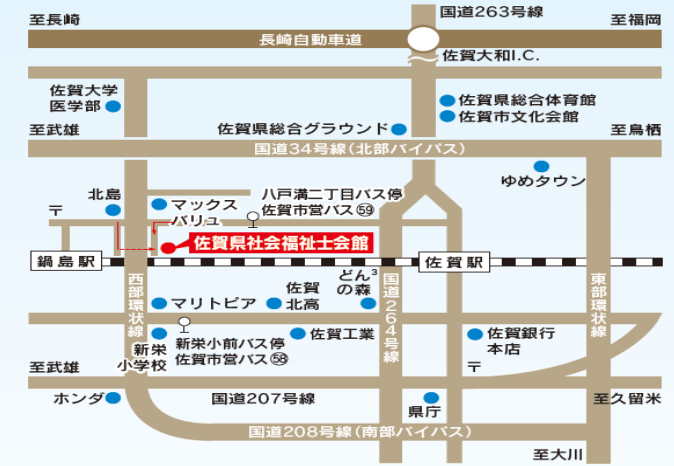 国道263号線
至長崎
至福岡
長崎自動車道
佐賀大和I.C.
佐賀大学
医学部
佐賀県総合体育館
佐賀市文化会館
至武雄
佐賀県総合グラウンド
至鳥栖
国道34号線(北部バイパス)
ゆめタウン
北島
マックス
バリュ
八戸溝二丁目バス停
佐賀市営バス㊾
〒
佐賀県社会福祉士会館
鍋島駅
佐賀駅
西部環状線
マリトピア
佐賀
北高
どん3
の森
国道264号線
東部環状線
新栄
小学校
新栄小前バス停
佐賀市営バス㊽
佐賀工業
佐賀銀行
本店
〒
至武雄
ホンダ
国道207号線
県庁
至久留米
国道208号線(南部バイパス)
至大川